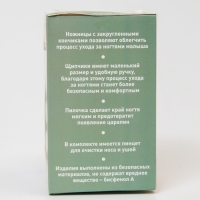 Ножницы с закругленными
кончиками позволяют облегчить
процесс ухода за ногтями малыша
Щипчики имеют маленький
размер и удобную ручку,
благодаря этому процесс ухода
за ногтями станет более
безопасным и комфортным
Пилочка сделает край ногтя
мягким и предотвратит
появление царапин
В комплекте имеется пинцет
для очистки носа и ушей
Изделия выполнены из безопасных
материалов, не содержат вредное
вещество – бисфенол А